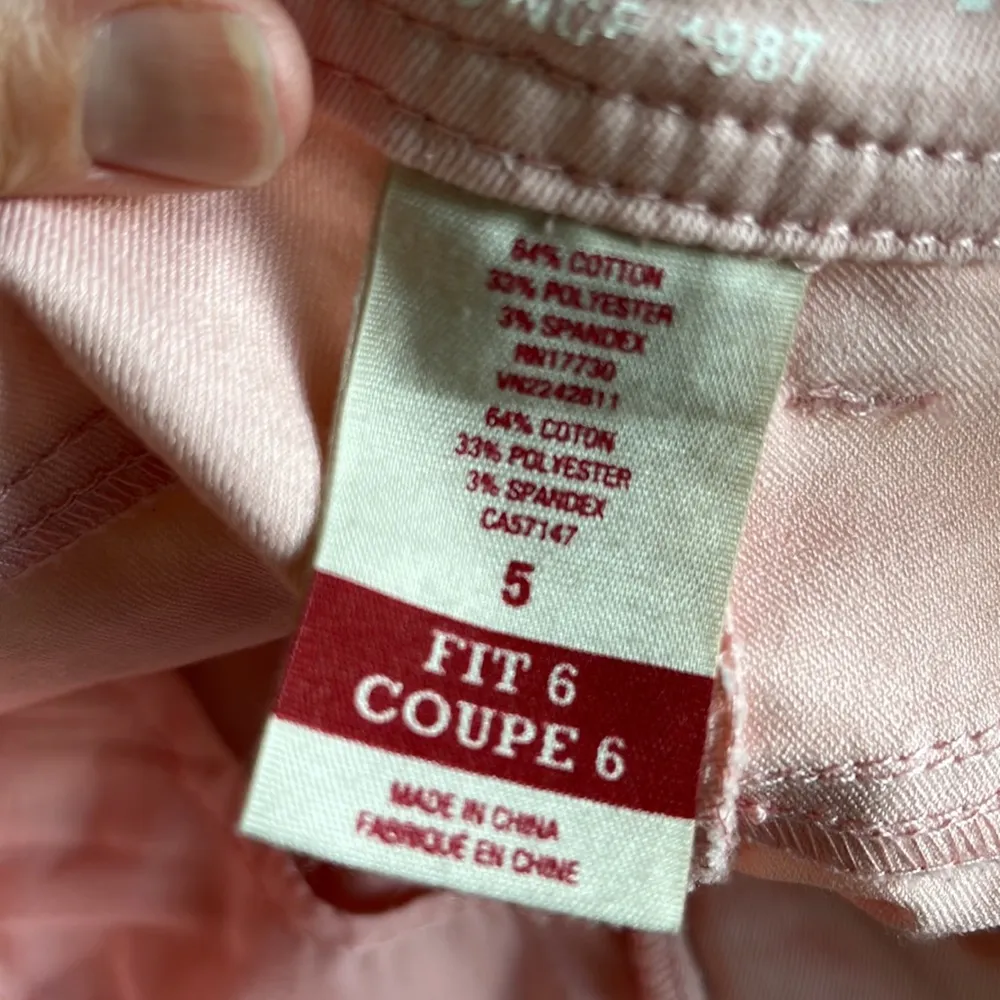 1987
64% COTTON
33% POLYESTER
3% SPANDEX
RN17730
VN2242811
64% COTON
33% POLYESTER
3% SPANDEX
CA57147
5
FIT 6
COUPE 6
MADE IN CHINA
FABRIQUÉ EN CHINE